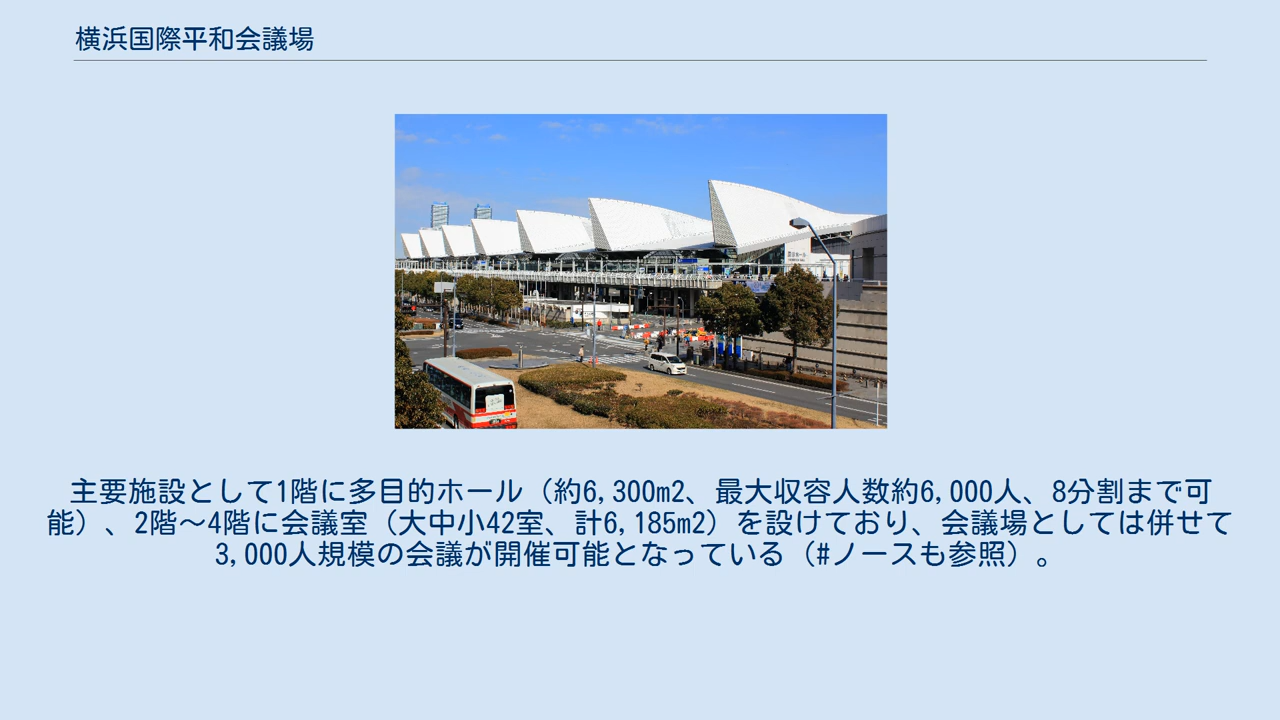 横浜国際平和会議場
主要施設として1階に多目的ホール（約6,300m2、最大収容人数約6,000人、8分割まで可
能）、2階～4階に会議室（大中小42室、計6,185m2）を設けており、会議場としては併せて
3,000人規模の会議が開催可能となっている（#ノースも参照）。